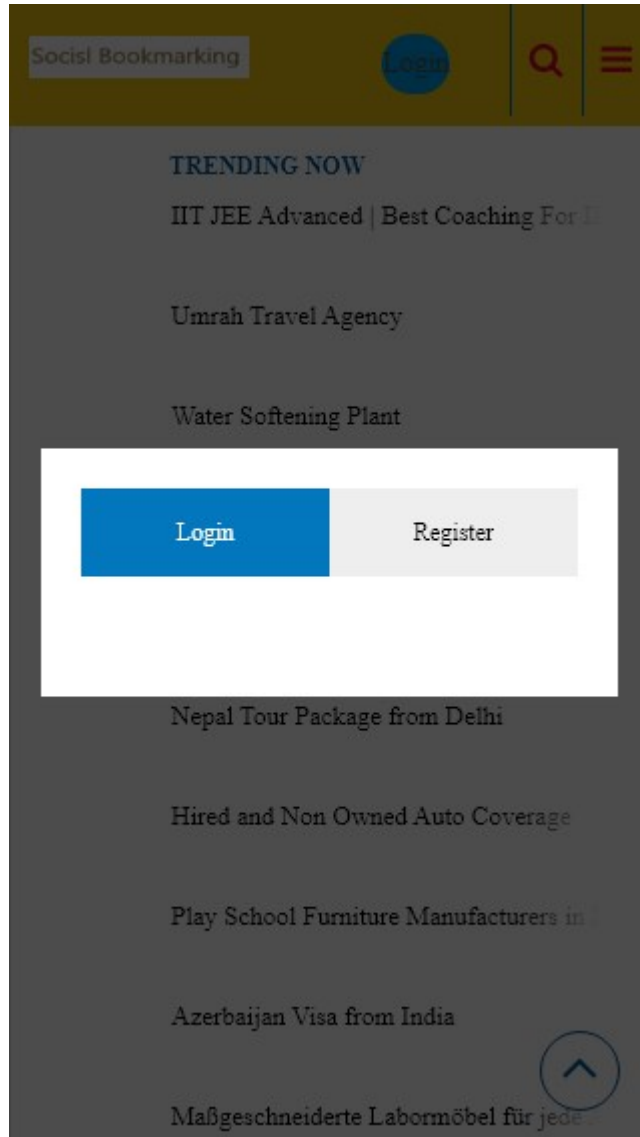 Socisl Bookmarking
Login
TRENDING NOW
IIT JEE Advanced | Best Coaching For
Umrah Travel Agency
Water Softening Plant
Login
Register
Nepal Tour Package from Delhi
Hired and Non Owned Auto Coverage
Play School Furniture Manufacturers in
Azerbaijan Visa from India
Maßgeschneiderte Labormöbel für jede